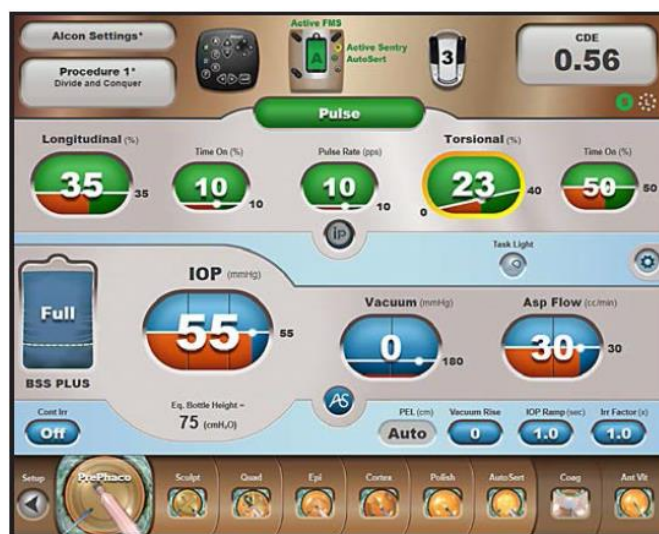 Alcon Settings*
Procedure 1*
Divide and Conquer
Active FMS
A
Active Sentry
AutoSert
3
CDE
0.56
Pulse
Longitudinal (%)
35
35
Time On (%)
10
10
Pulse Rate (pps)
10
10
Torsional (%)
23
0
40
Time On (%)
50
50
iP
Task Light
Full
BSS PLUS
IOP (mmHg)
55
55
Eq. Bottle Height =
75 (cmH₂O)
Vacuum (mmHg)
0
180
Asp Flow (cc/min)
30
30
AS
Cont Irr
Off
PEL (cm)
Auto
Vacuum Rise
0
IOP Ramp (sec)
1.0
Irr Factor (x)
1.0
Setup
PrePhaco
Sculpt
Quad
Epi
Cortex
Polish
AutoSert
Coag
Ant Vit